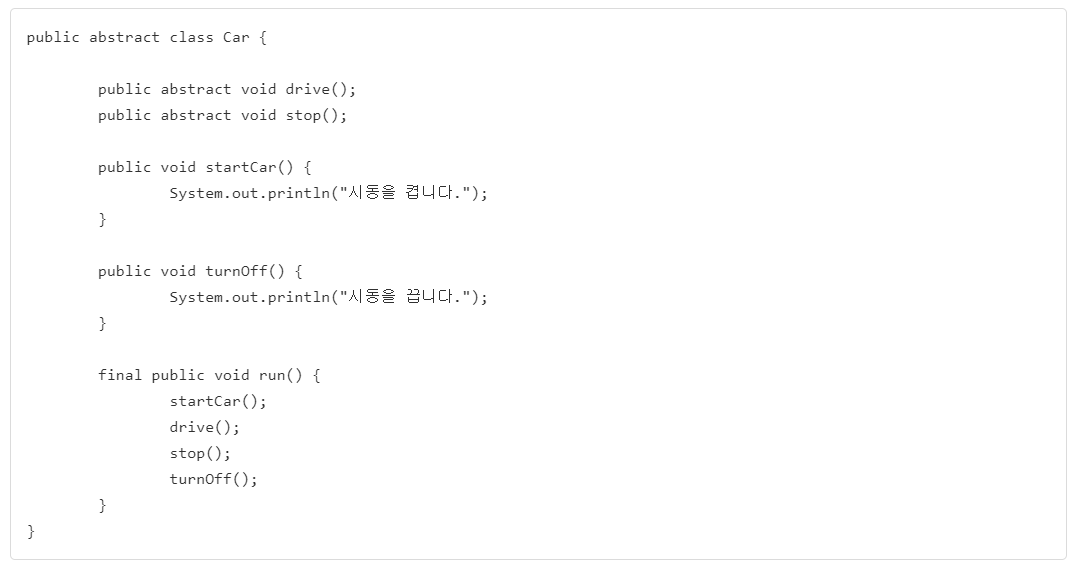 public abstract class Car {
public abstract void drive();
public abstract void stop();
public void startCar() {
System.out.println("시동을 켭니다.");
}
public void turnOff() {
System.out.println("시동을 끕니다.");
}
final public void run() {
startCar();
drive();
stop();
turnOff();
}
}